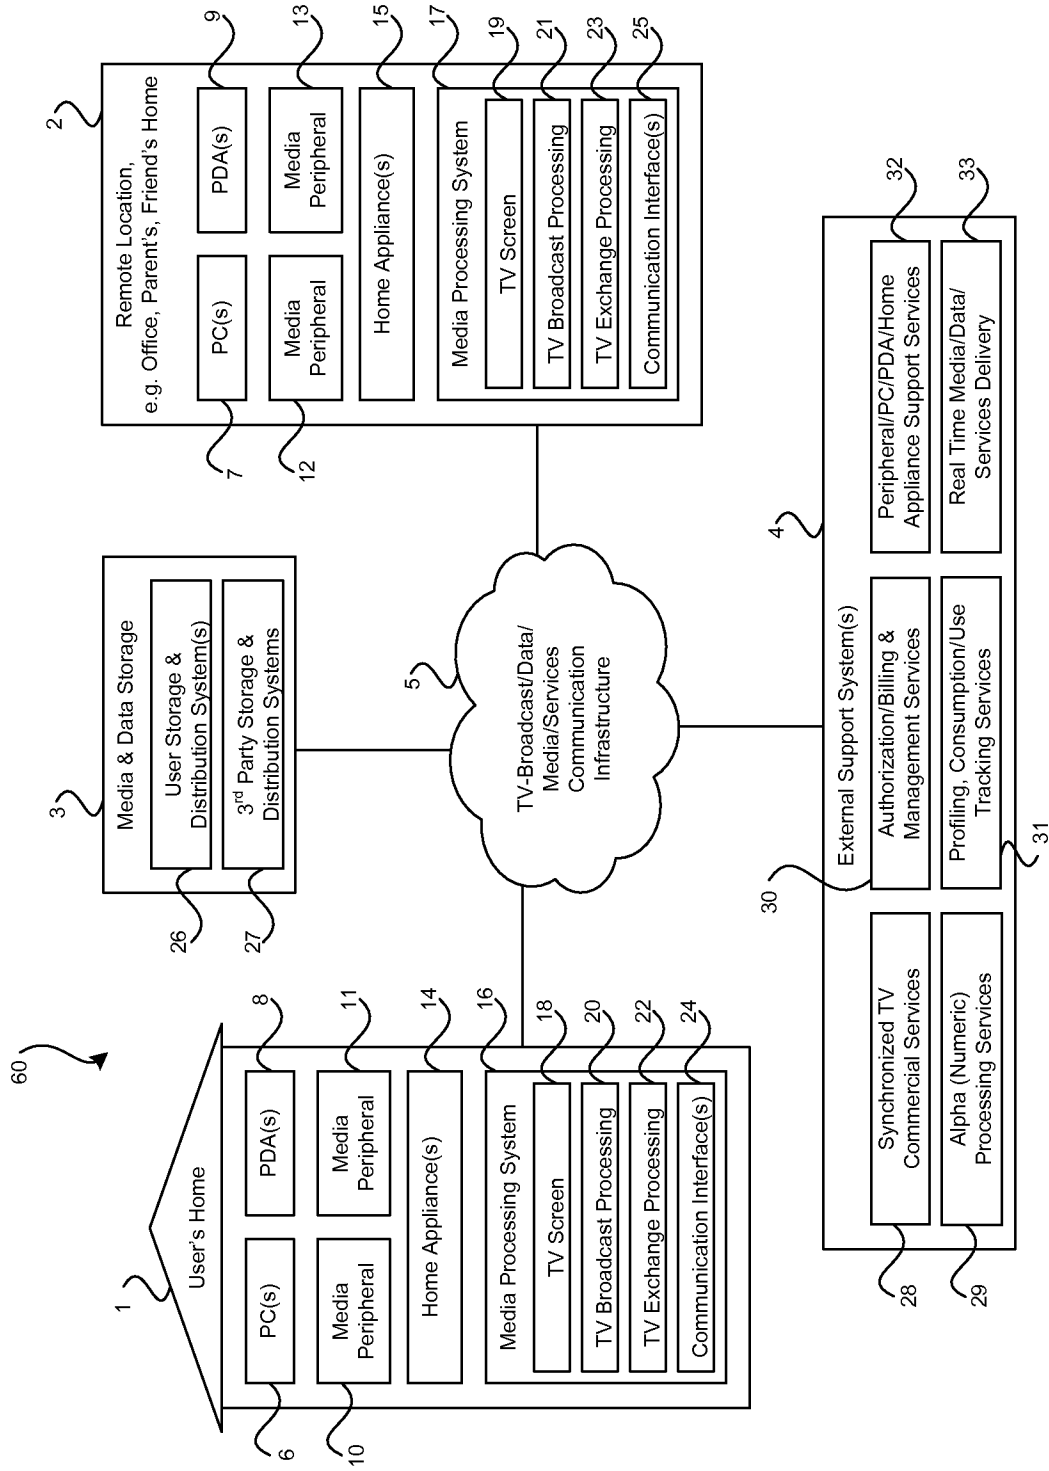 60
1
User's Home
6
PC(s)
PDA(s)
8
10
Media
Peripheral
Media
Peripheral
11
Home Appliance(s)
14
Media Processing System
16
TV Screen
18
TV Broadcast Processing
20
TV Exchange Processing
22
Communication Interface(s)
24
3
Media & Data Storage
User Storage &
Distribution System(s)
26
3rd Party Storage &
Distribution Systems
27
5
TV-Broadcast/Data/
Media/Services
Communication
Infrastructure
2
Remote Location,
e.g. Office, Parent's, Friend's Home
7
PC(s)
PDA(s)
9
12
Media
Peripheral
Media
Peripheral
13
Home Appliance(s)
15
Media Processing System
17
TV Screen
19
TV Broadcast Processing
21
TV Exchange Processing
23
Communication Interface(s)
25
4
External Support System(s)
28
Synchronized TV
Commercial Services
30
Authorization/Billing &
Management Services
Peripheral/PC/PDA/Home
Appliance Support Services
32
29
Alpha (Numeric)
Processing Services
Profiling, Consumption/Use
Tracking Services
31
Real Time Media/Data/
Services Delivery
33